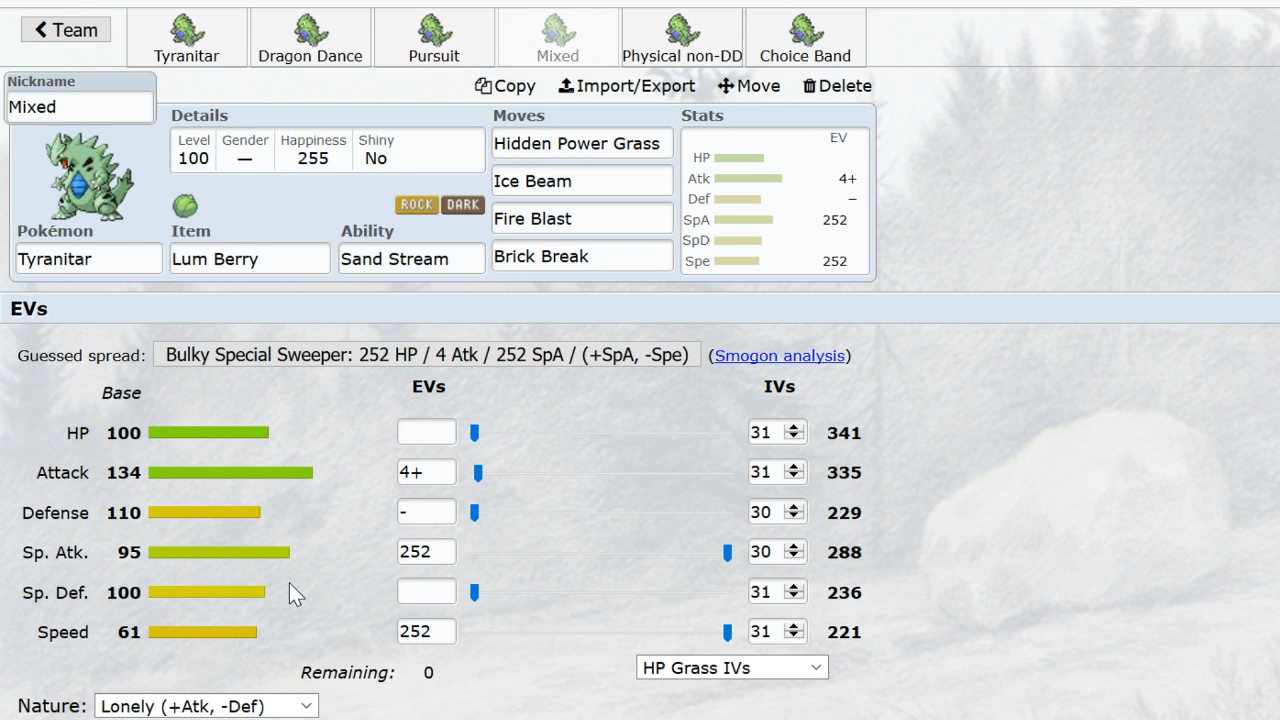 Team
Tyranitar
Dragon Dance
Pursuit
Mixed
Physical non-DD
Choice Band
Copy
Import/Export
Move
Delete
Nickname
Mixed
Details
Level
100
Gender
—
Happiness
255
Shiny
No
ROCK DARK
Pokémon
Tyranitar
Item
Lum Berry
Ability
Sand Stream
Moves
Hidden Power Grass
Ice Beam
Fire Blast
Brick Break
Stats
EV
HP
Atk 4+
Def –
SpA 252
SpD
Spe 252
EVs
Guessed spread: Bulky Special Sweeper: 252 HP / 4 Atk / 252 SpA / (+SpA, -Spe) (Smogon analysis)
Base EVs IVs
HP 100 31 341
Attack 134 4+ 31 335
Defense 110 - 30 229
Sp. Atk. 95 252 30 288
Sp. Def. 100 31 236
Speed 61 252 31 221
Remaining: 0
HP Grass IVs
Nature: Lonely (+Atk, -Def)